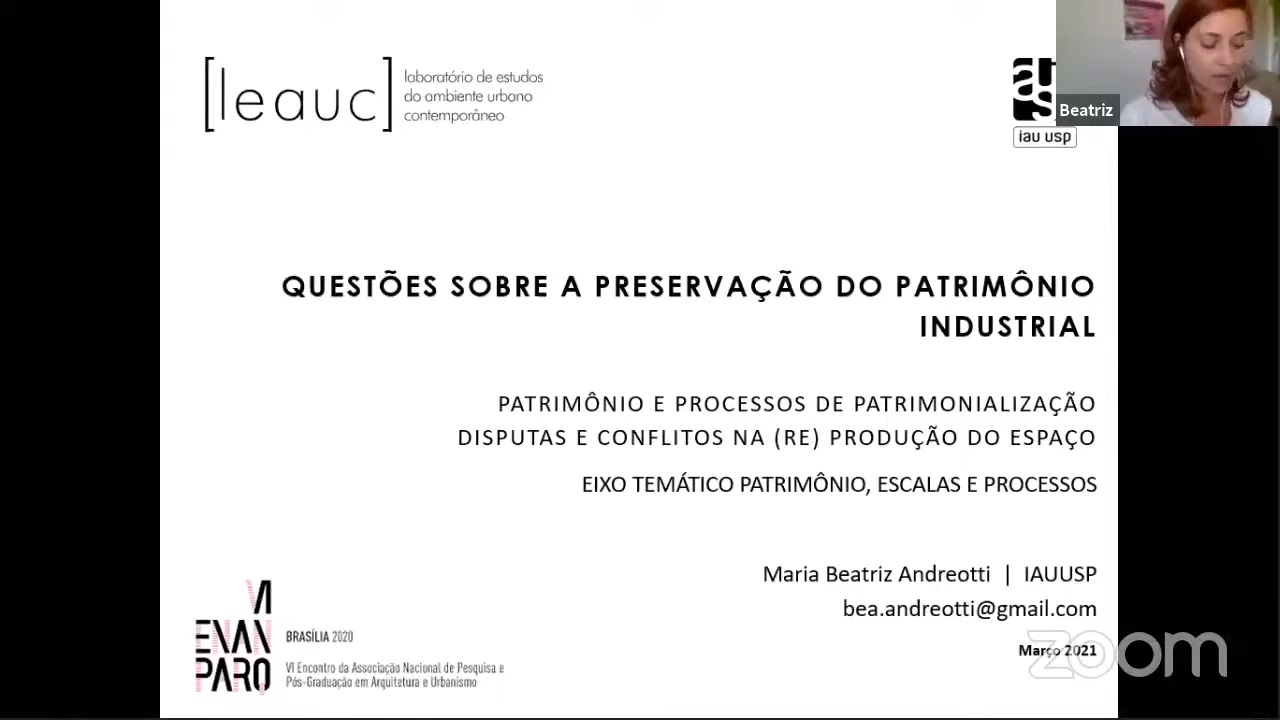 [leauc]
laboratório de estudos
do ambiente urbano
contemporâneo
iau usp
Beatriz
QUESTÕES SOBRE A PRESERVAÇÃO DO PATRIMÔNIO
INDUSTRIAL
PATRIMÔNIO E PROCESSOS DE PATRIMONIALIZAÇÃO
DISPUTAS E CONFLITOS NA (RE) PRODUÇÃO DO ESPAÇO
EIXO TEMÁTICO PATRIMÔNIO, ESCALAS E PROCESSOS
Maria Beatriz Andreotti | IAUUSP
bea.andreotti@gmail.com
Março 2021
zoom
VI
ENAN
PARQ
BRASÍLIA 2020
VI Encontro da Associação Nacional de Pesquisa e
Pós-Graduação em Arquitetura e Urbanismo